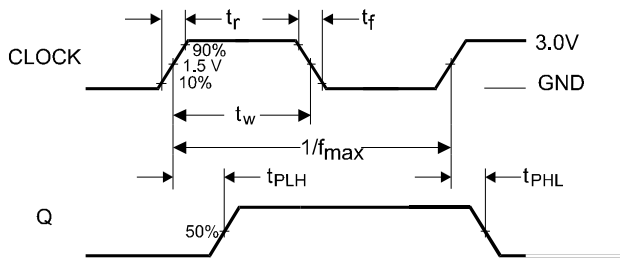 tr
tf
CLOCK
90%
1.5 V
10%
3.0V
GND
tw
1/fmax
tPLH
tPHL
Q
50%